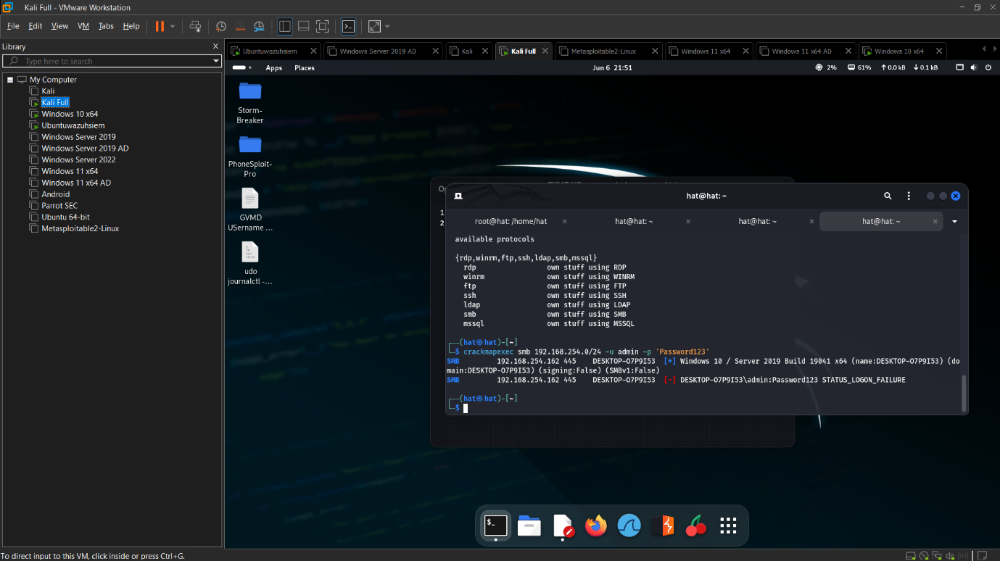 Kali Full - VMware Workstation
File Edit View VM Tabs Help
Library
Type here to search
My Computer
Kali
Kali Full
Windows 10 x64
Ubuntuwazuhsiem
Windows Server 2019
Windows Server 2019 AD
Windows Server 2022
Windows 11 x64
Windows 11 x64 AD
Android
Parrot SEC
Ubuntu 64-bit
Metasploitable2-Linux
Ubuntuwazuhsiem Windows Server 2019 AD Kali Kali Full Metasploitable2-Linux Windows 11 x64 Windows 11 x64 AD Windows 10 x64
Apps Places Jun 6 21:51 2% 61% ↑0.0 kB ↓0.1 kB
Storm-
Breaker
PhoneSploit-
Pro
GVMD
USername ...
udo
journalctl -...
1
2
hat@hat: ~
root@hat: /home/hat hat@hat: ~ hat@hat: ~ hat@hat: ~
available protocols
{rdp,winrm,ftp,ssh,ldap,smb,mssql}
rdp own stuff using RDP
winrm own stuff using WINRM
ftp own stuff using FTP
ssh own stuff using SSH
ldap own stuff using LDAP
smb own stuff using SMB
mssql own stuff using MSSQL
┌──(hat㉿hat)-[~]
└─$ crackmapexec smb 192.168.254.0/24 -u admin -p 'Password123'
SMB 192.168.254.162 445 DESKTOP-O7P9I53 [*] Windows 10 / Server 2019 Build 19041 x64 (name:DESKTOP-O7P9I53) (do
main:DESKTOP-O7P9I53) (signing:False) (SMBv1:False)
SMB 192.168.254.162 445 DESKTOP-O7P9I53 [-] DESKTOP-O7P9I53\admin:Password123 STATUS_LOGON_FAILURE
┌──(hat㉿hat)-[~]
└─$
To direct input to this VM, click inside or press Ctrl+G.